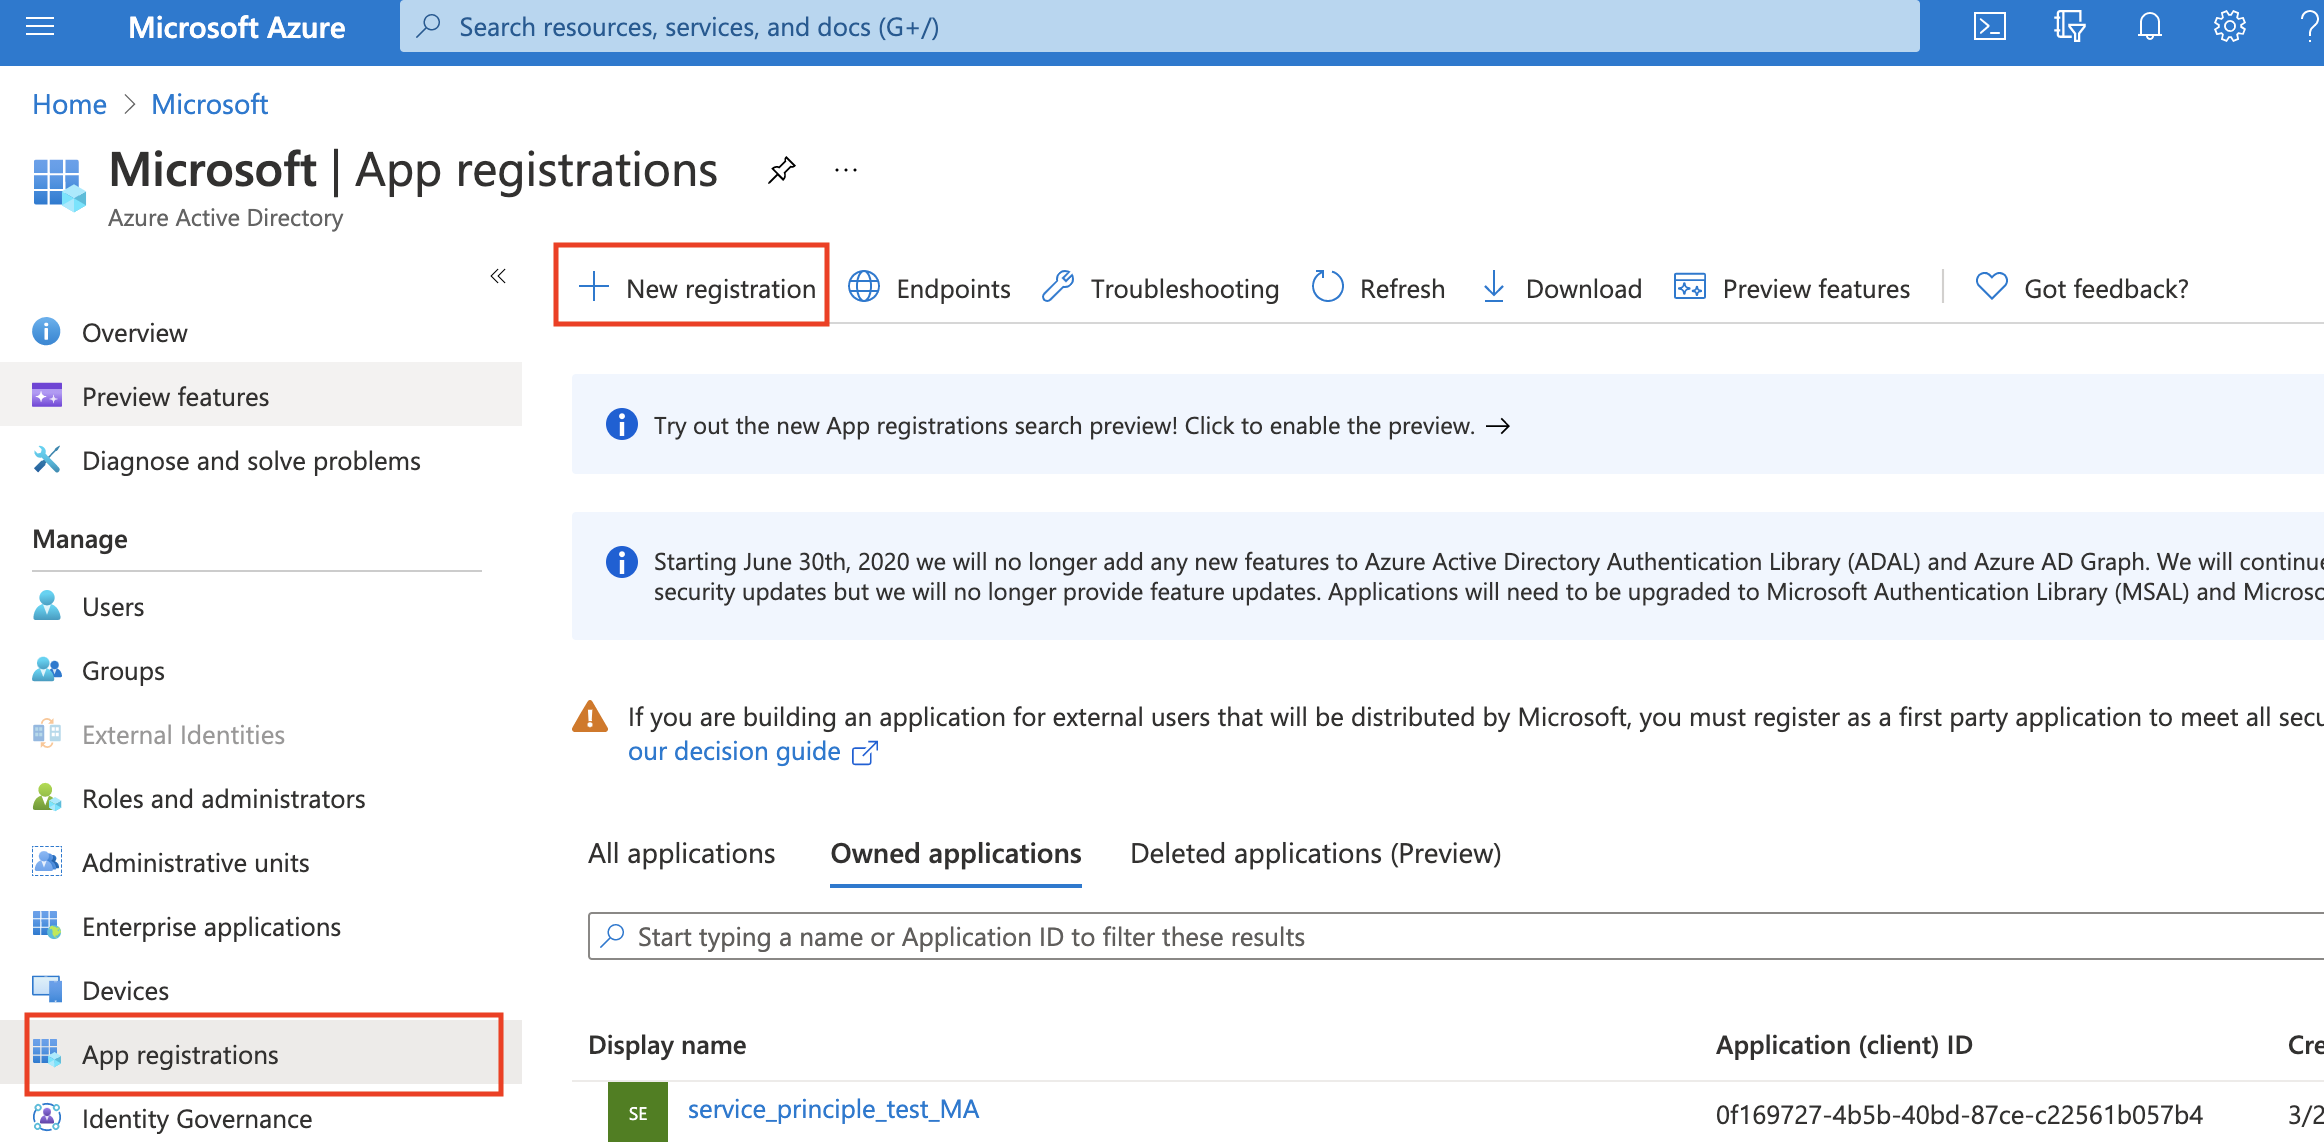 Microsoft Azure
Search resources, services, and docs (G+/)
Home > Microsoft
Microsoft | App registrations
Azure Active Directory
New registration
Endpoints
Troubleshooting
Refresh
Download
Preview features
Got feedback?
Overview
Preview features
Diagnose and solve problems
Manage
Users
Groups
External Identities
Roles and administrators
Administrative units
Enterprise applications
Devices
App registrations
Identity Governance
Try out the new App registrations search preview! Click to enable the preview. →
Starting June 30th, 2020 we will no longer add any new features to Azure Active Directory Authentication Library (ADAL) and Azure AD Graph. We will continue
security updates but we will no longer provide feature updates. Applications will need to be upgraded to Microsoft Authentication Library (MSAL) and Microso
If you are building an application for external users that will be distributed by Microsoft, you must register as a first party application to meet all secu
our decision guide
All applications
Owned applications
Deleted applications (Preview)
Start typing a name or Application ID to filter these results
Display name
Application (client) ID
Cre
SE
service_principle_test_MA
0f169727-4b5b-40bd-87ce-c22561b057b4
3/2